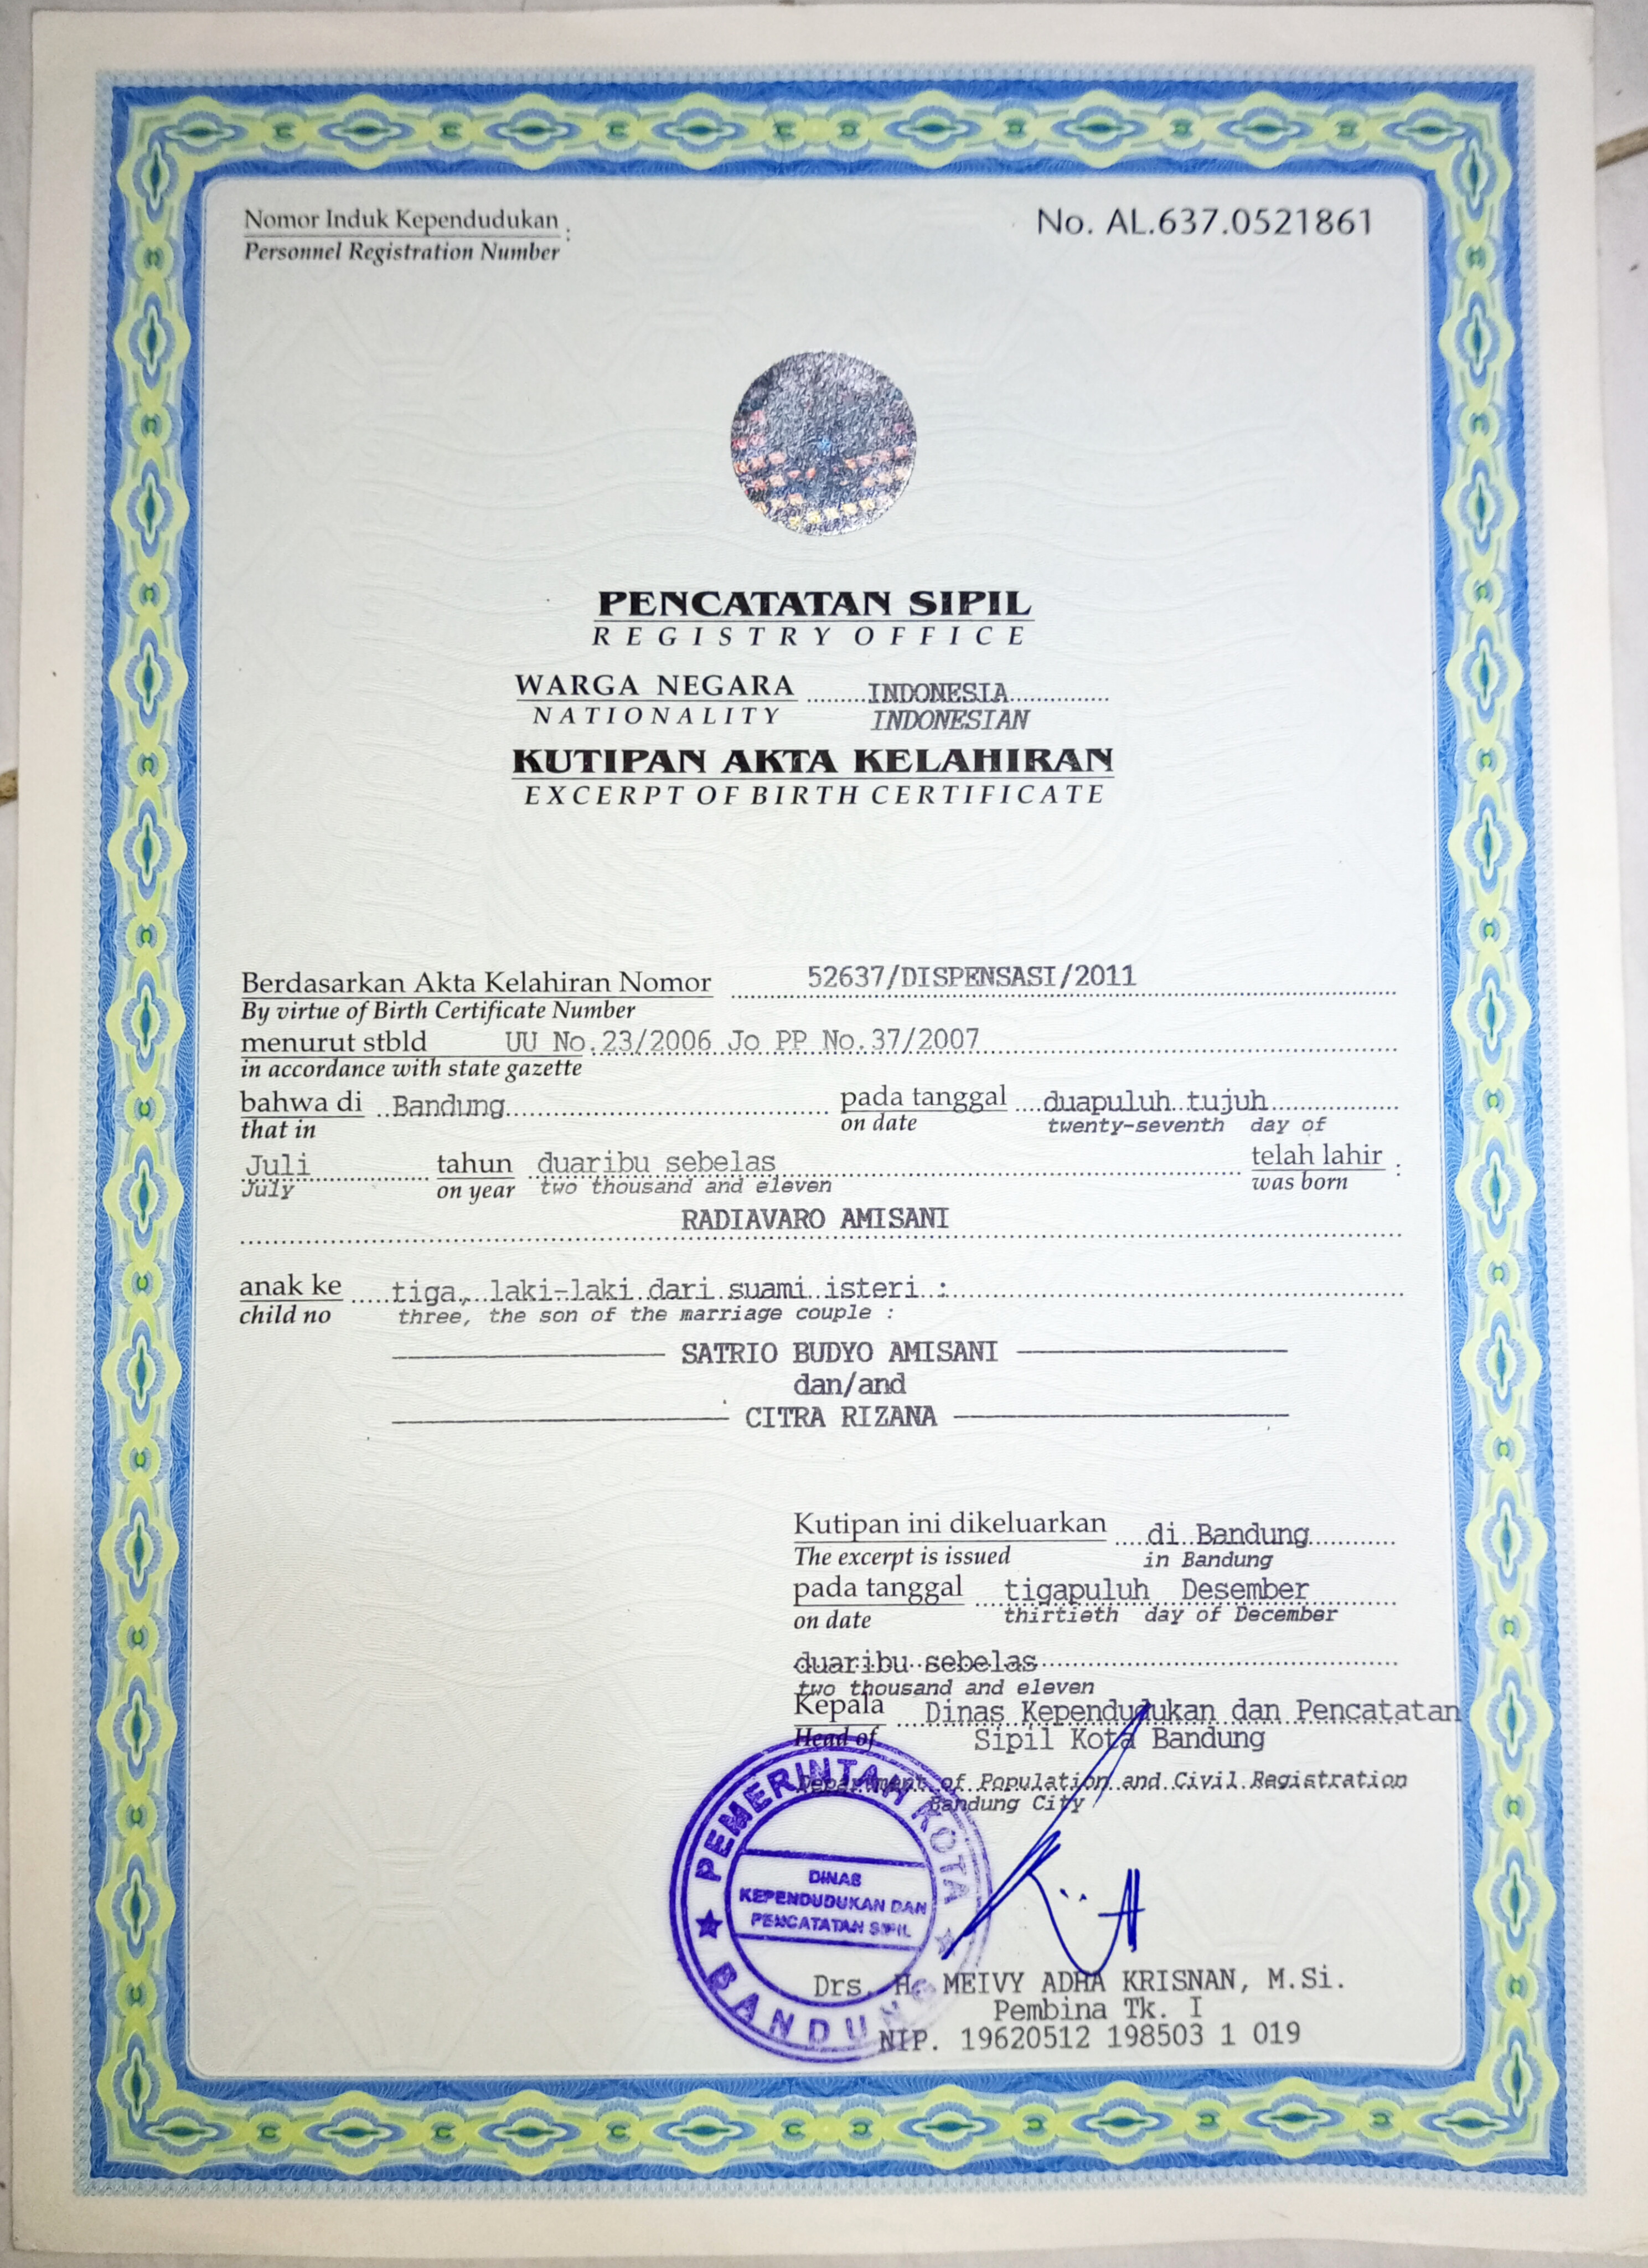 Nomor Induk Kependudukan :
Personnel Registration Number
No. AL.637.0521861
PENCATATAN SIPIL
REGISTRY OFFICE
WARGA NEGARA INDONESIA
NATIONALITY INDONESIAN
KUTIPAN AKTA KELAHIRAN
EXCERPT OF BIRTH CERTIFICATE
Berdasarkan Akta Kelahiran Nomor 52637/DISPENSASI/2011
By virtue of Birth Certificate Number
menurut stbld UU No.23/2006 Jo PP No.37/2007
in accordance with state gazette
bahwa di Bandung pada tanggal duapuluh tujuh
that in on date twenty-seventh day of
Juli tahun duaribu sebelas telah lahir :
July on year two thousand and eleven was born
RADIAVARO AMISANI
anak ke tiga, laki-laki dari suami isteri :
child no three, the son of the marriage couple :
SATRIO BUDYO AMISANI
dan/and
CITRA RIZANA
Kutipan ini dikeluarkan di Bandung
The excerpt is issued in Bandung
pada tanggal tigapuluh Desember
on date thirtieth day of December
duaribu sebelas
two thousand and eleven
Kepala Dinas Kependudukan dan Pencatatan
Head of Sipil Kota Bandung
Department of Population and Civil Registration
Bandung City
PEMERINTAH KOTA
DINAS
KEPENDUDUKAN DAN
PENCATATAN SIPIL
BANDUNG
Drs. H. MEIVY ADHA KRISNAN, M.Si.
Pembina Tk. I
NIP. 19620512 198503 1 019